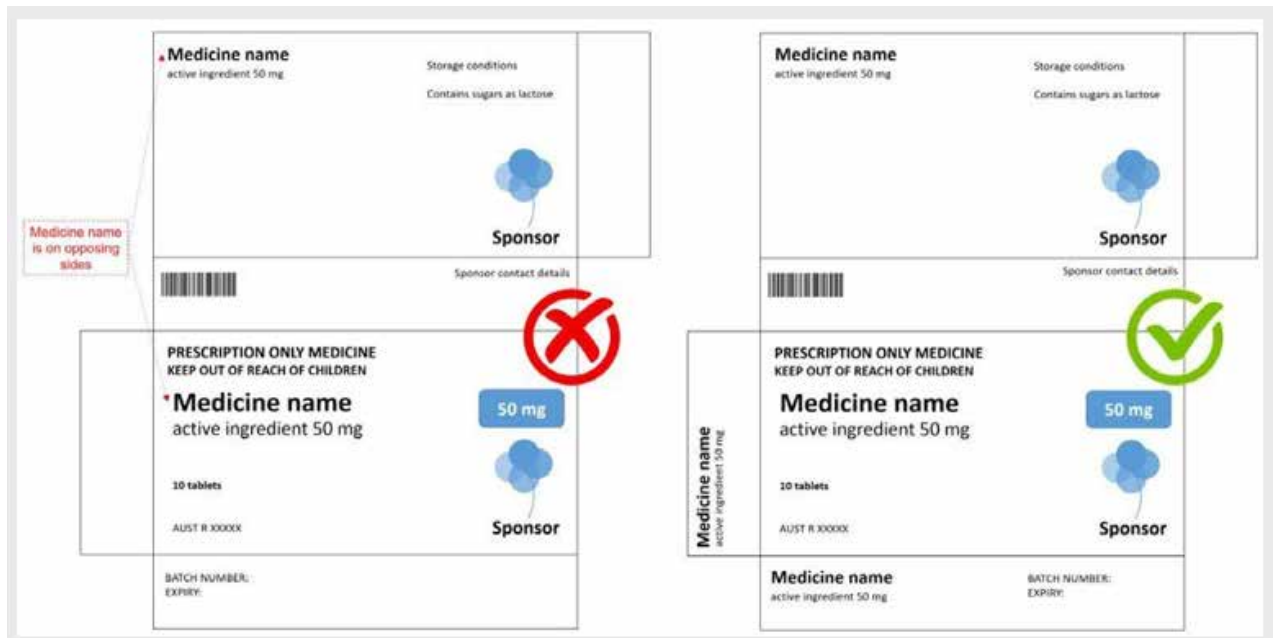 Medicine name
active ingredient 50 mg
Storage conditions
Contains sugars as lactose
Sponsor
Medicine name
is on opposing
sides
Sponsor contact details
PRESCRIPTION ONLY MEDICINE
KEEP OUT OF REACH OF CHILDREN
Medicine name
active ingredient 50 mg
50 mg
10 tablets
AUST R XXXXX
Sponsor
BATCH NUMBER:
EXPIRY:
Medicine name
active ingredient 50 mg
Storage conditions
Contains sugars as lactose
Sponsor
Sponsor contact details
PRESCRIPTION ONLY MEDICINE
KEEP OUT OF REACH OF CHILDREN
Medicine name
active ingredient 50 mg
50 mg
Medicine name
active ingredient 50 mg
10 tablets
AUST R XXXXX
Sponsor
Medicine name
active ingredient 50 mg
BATCH NUMBER:
EXPIRY: